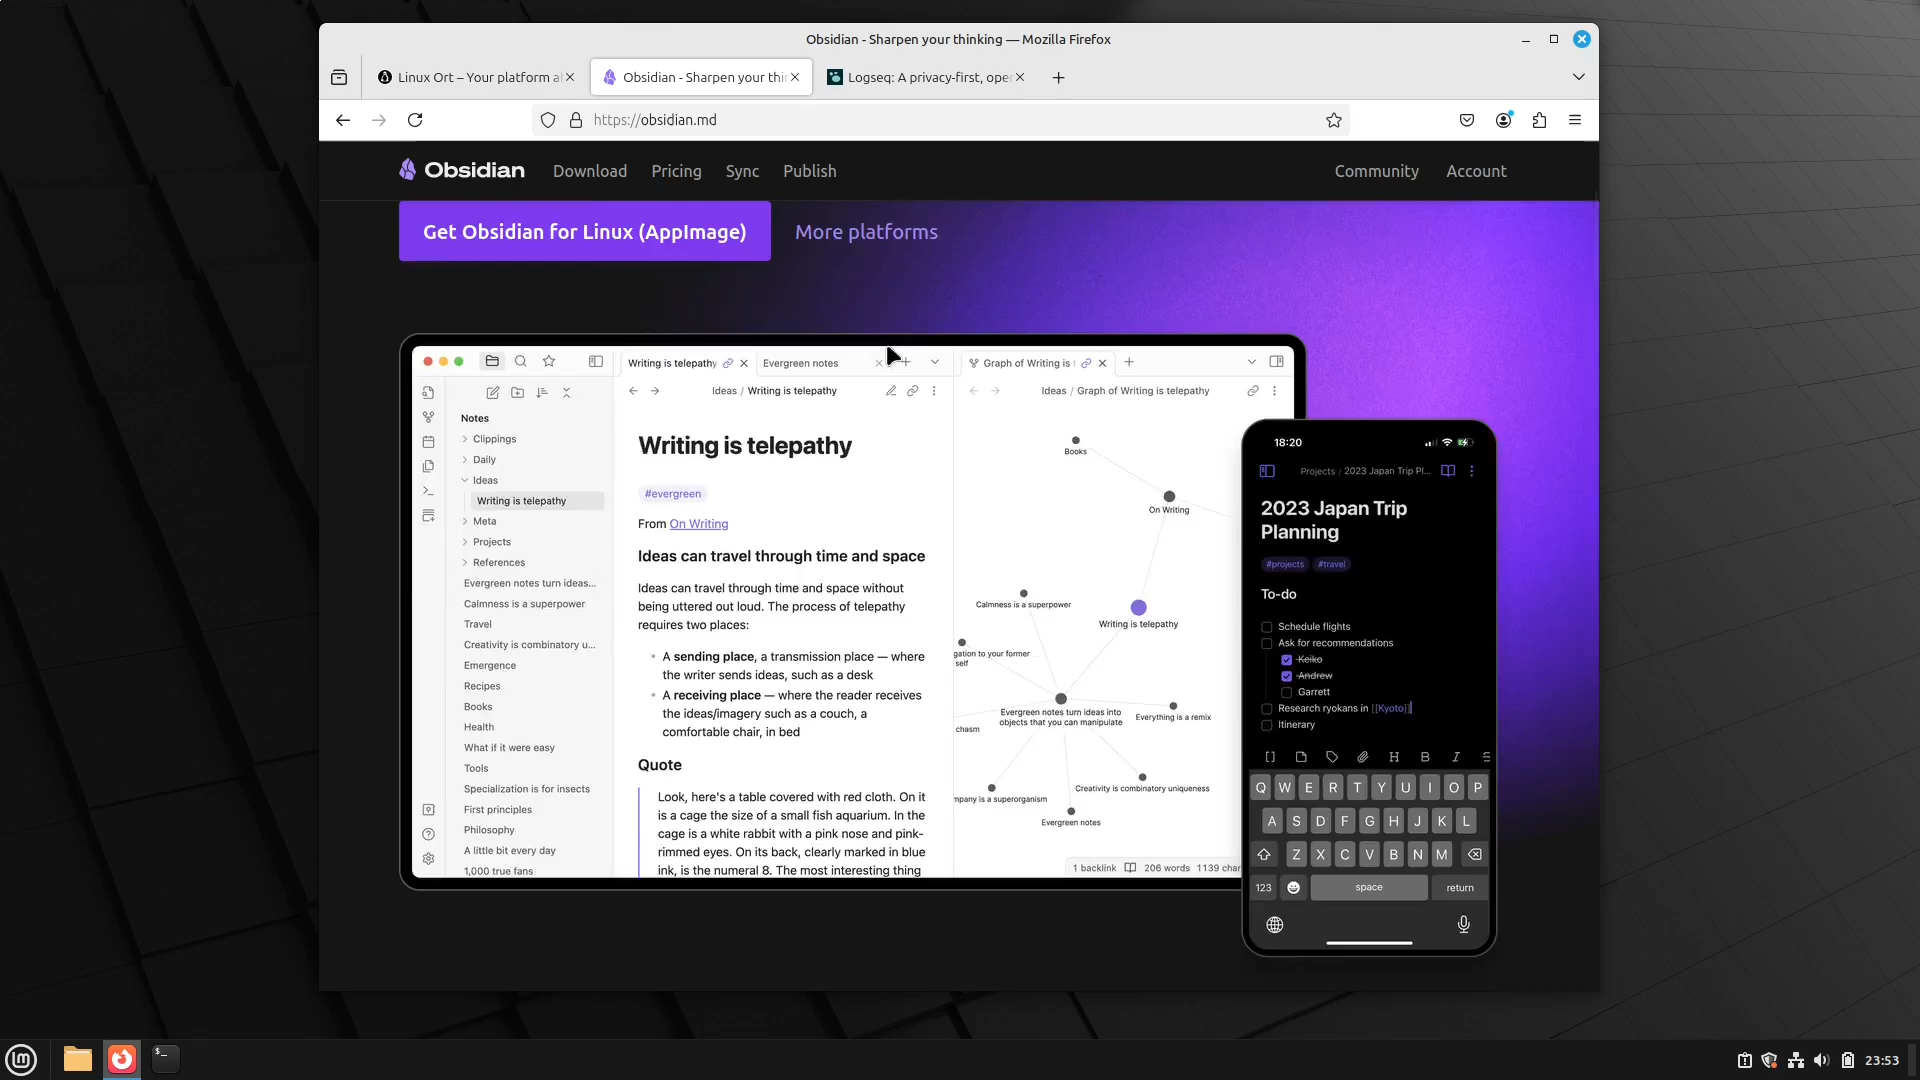 Obsidian - Sharpen your thinking — Mozilla Firefox
Linux Ort – Your platform a
Obsidian - Sharpen your thi
Logseq: A privacy-first, ope
https://obsidian.md
Obsidian
Download
Pricing
Sync
Publish
Community
Account
Get Obsidian for Linux (AppImage)
More platforms
Writing is telepathy
Evergreen notes
Graph of Writing is t
Notes
Clippings
Daily
Ideas
Writing is telepathy
Meta
Projects
References
Evergreen notes turn ideas...
Calmness is a superpower
Travel
Creativity is combinatory u...
Emergence
Recipes
Books
Health
What if it were easy
Tools
Specialization is for insects
First principles
Philosophy
A little bit every day
1,000 true fans
Ideas / Writing is telepathy
Writing is telepathy
#evergreen
From On Writing
Ideas can travel through time and space
Ideas can travel through time and space without
being uttered out loud. The process of telepathy
requires two places:
• A sending place, a transmission place — where
the writer sends ideas, such as a desk
• A receiving place — where the reader receives
the ideas/imagery such as a couch, a
comfortable chair, in bed
Quote
Look, here's a table covered with red cloth. On it
is a cage the size of a small fish aquarium. In the
cage is a white rabbit with a pink nose and pink-
rimmed eyes. On its back, clearly marked in blue
ink, is the numeral 8. The most interesting thing
Ideas / Graph of Writing is telepathy
Books
On Writing
Calmness is a superpower
Writing is telepathy
gation to your former
self
Evergreen notes turn ideas into
objects that you can manipulate
Everything is a remix
chasm
Creativity is combinatory uniqueness
mpany is a superorganism
Evergreen notes
1 backlink
206 words
1139 char
18:20
Projects / 2023 Japan Trip Pl...
2023 Japan Trip
Planning
#projects
#travel
To-do
Schedule flights
Ask for recommendations
Keiko
Andrew
Garrett
Research ryokans in [[Kyoto]]
Itinerary
[] H B I S
Q W E R T Y U I O P
A S D F G H J K L
Z X C V B N M
123
space
return
lm
$_
23:53